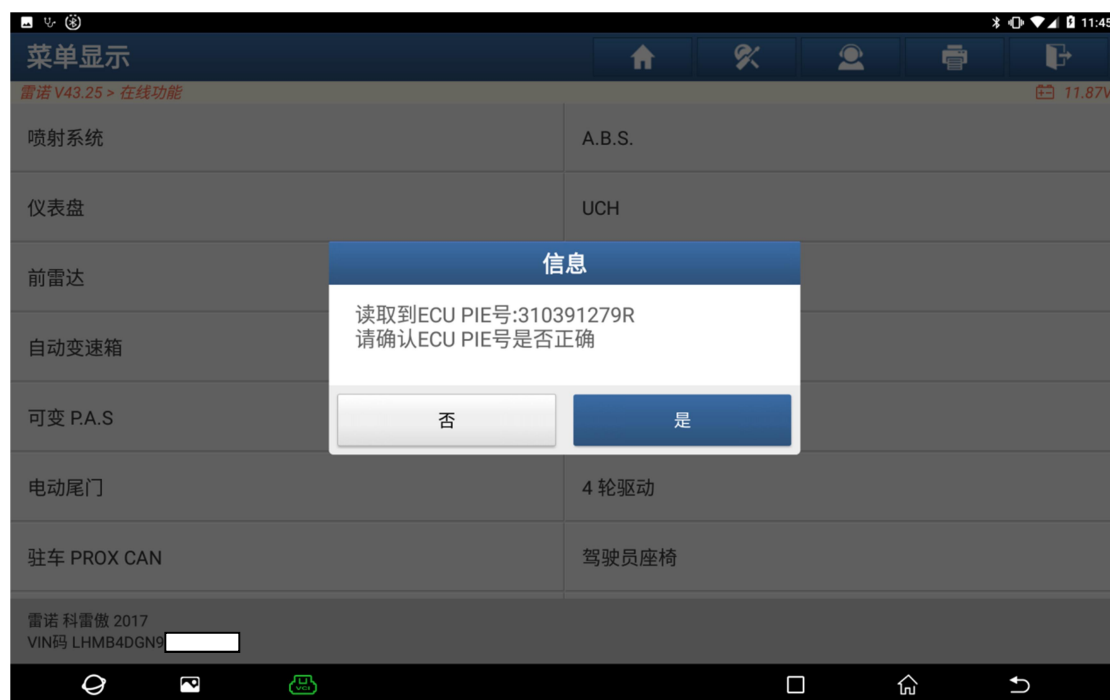 11:45
菜单显示
雷诺 V43.25 > 在线功能
11.87V
喷射系统
A.B.S.
仪表盘
UCH
前雷达
自动变速箱
可变 P.A.S
电动尾门
4 轮驱动
驻车 PROX CAN
驾驶员座椅
信息
读取到ECU PIE号:310391279R
请确认ECU PIE号是否正确
否
是
雷诺 科雷傲 2017
VIN码 LHMB4DGN9
VCI